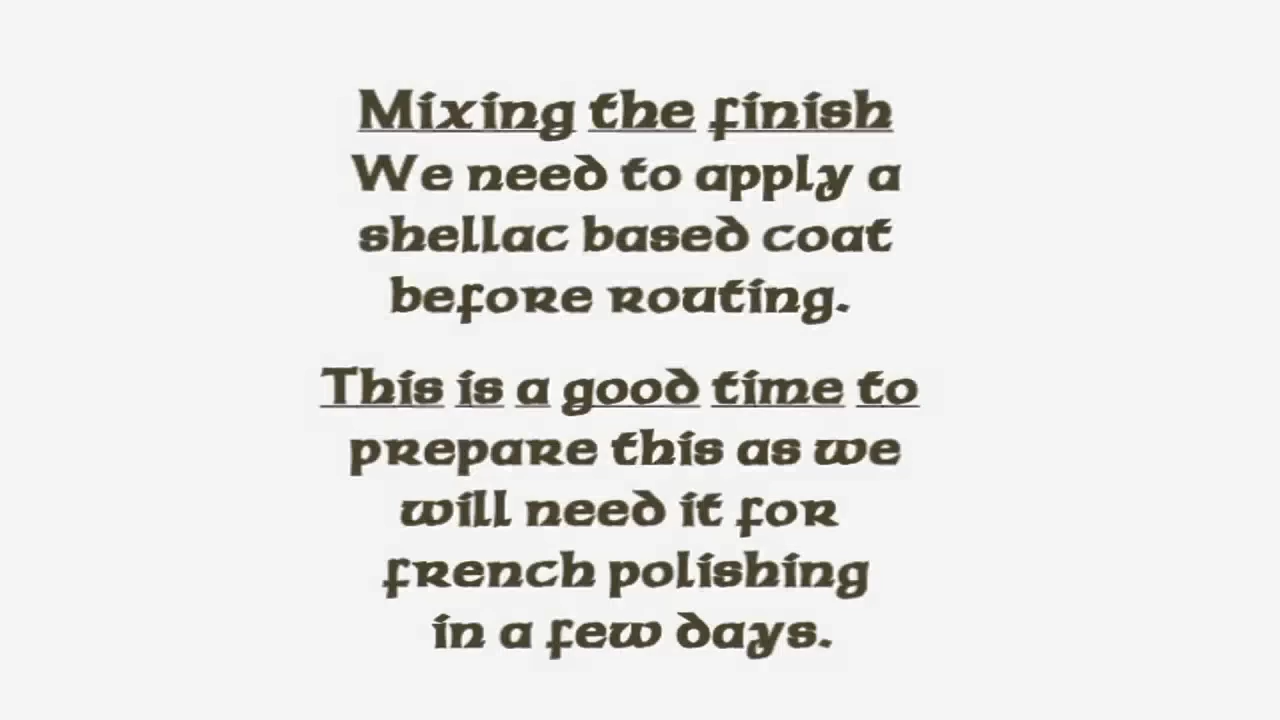 Mixing the finish
We need to apply a
shellac based coat
before routing.
This is a good time to
prepare this as we
will need it for
french polishing
in a few days.